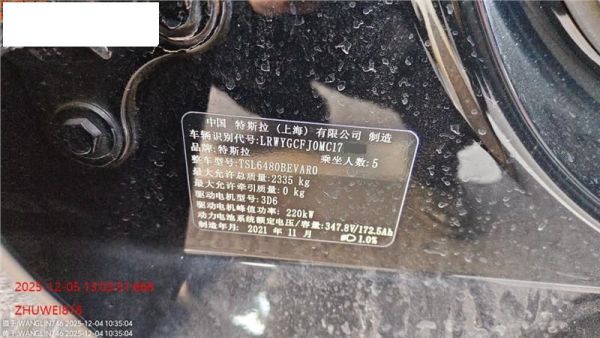 中国 特斯拉（上海）有限公司 制造
车辆识别代号:LRWYGCFJ0MC17
品牌:特斯拉 乘坐人数:5
整车型号:TSL6480BEVAR0
最大允许总质量:2335 kg
最大允许牵引质量:0 kg
驱动电机型号:3D6
驱动电机峰值功率:220kW
动力电池系统额定电压/容量:347.8V/172.5Ah
制造年月:2021 年 11 月 1.0%
2025-12-05 13:03:51
ZHUWEI818
WANGLIN746 2025-12-04 10:35:04
WANGLIN746 2025-12-04 10:35:04